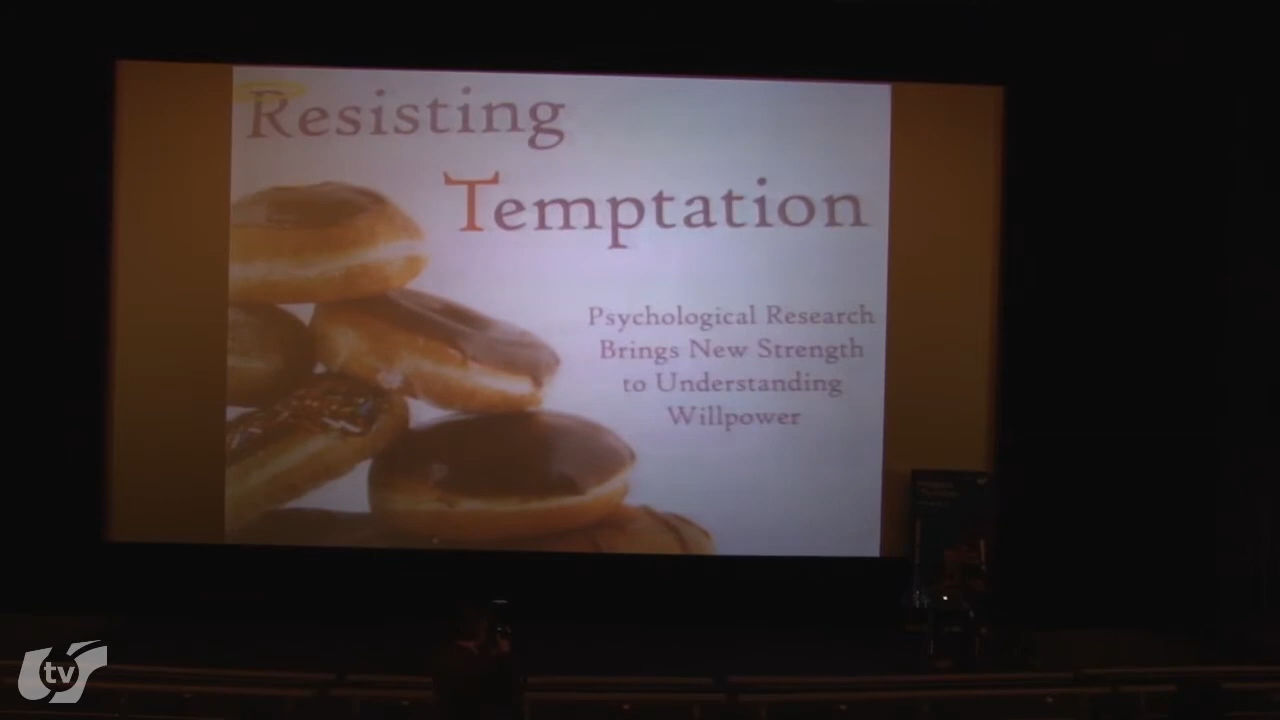 Resisting
Temptation
Psychological Research
Brings New Strength
to Understanding
Willpower
tv